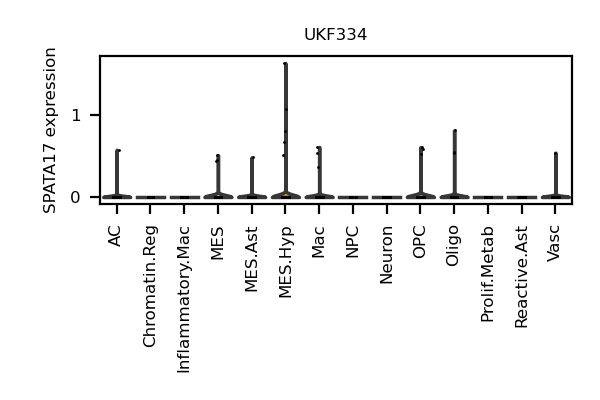 UKF334
SPATA17 expression
1
0
AC
Chromatin.Reg
Inflammatory.Mac
MES
MES.Ast
MES.Hyp
Mac
NPC
Neuron
OPC
Oligo
Prolif.Metab
Reactive.Ast
Vasc